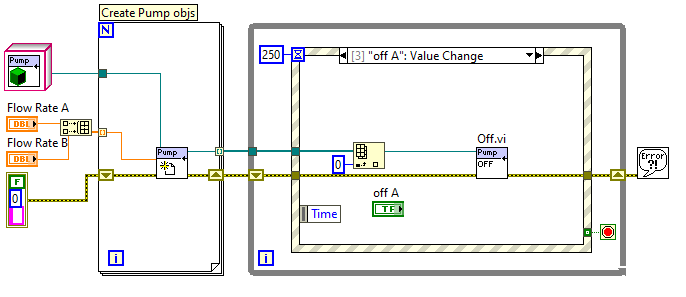 Create Pump objs
N
250
[3] "off A": Value Change
Pump
Flow Rate A
DBL
Flow Rate B
DBL
Pump
Off.vi
Pump
OFF
0
F
0
off A
TF
Time
Error
?!
i
i